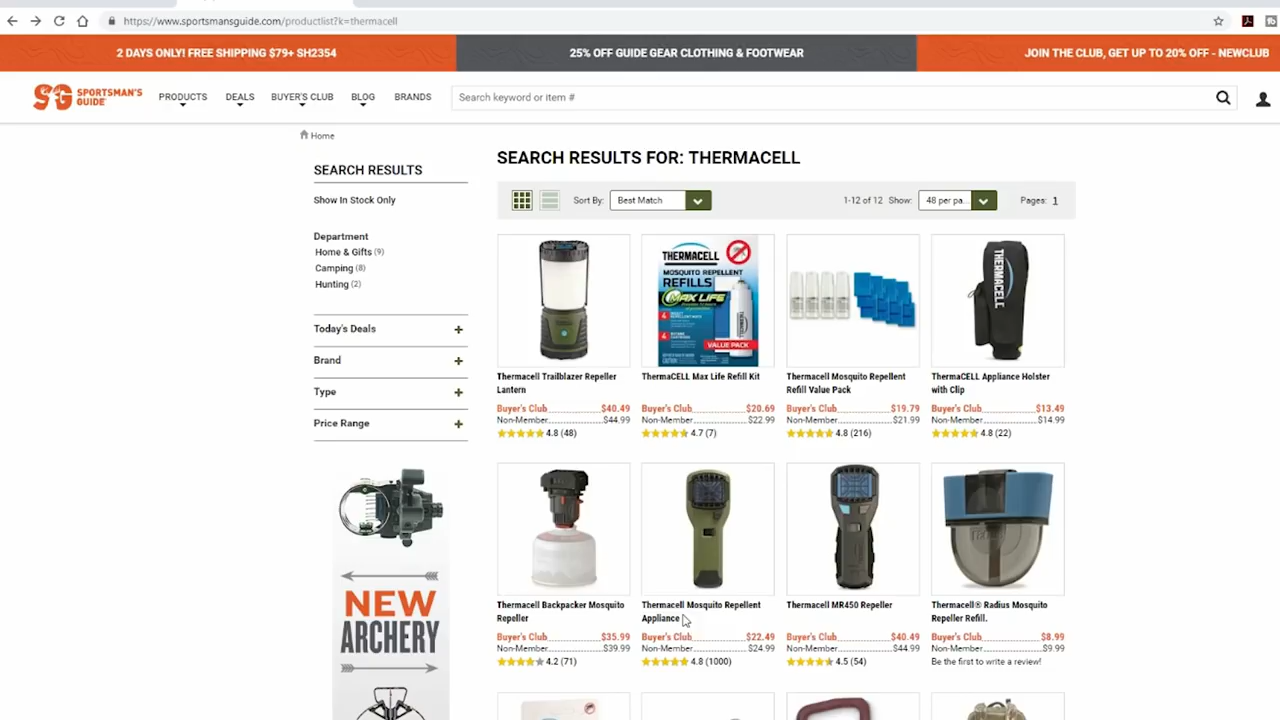 https://www.sportsmansguide.com/productlist?k=thermacell
2 DAYS ONLY! FREE SHIPPING $79+ SH2354
25% OFF GUIDE GEAR CLOTHING & FOOTWEAR
JOIN THE CLUB, GET UP TO 20% OFF - NEWCLUB
SG SPORTSMAN'S GUIDE
PRODUCTS
DEALS
BUYER'S CLUB
BLOG
BRANDS
Search keyword or item #
Home
SEARCH RESULTS
Show In Stock Only
Department
Home & Gifts (9)
Camping (8)
Hunting (2)
Today's Deals +
Brand +
Type +
Price Range +
NEW
ARCHERY
SEARCH RESULTS FOR: THERMACELL
Sort By: Best Match
1-12 of 12 Show: 48 per pa...
Pages: 1
THERMACELL
MOSQUITO REPELLENT
REFILLS
MAX LIFE
4
4
VALUE PACK
THERMACELL
THERMACELL
Thermacell Trailblazer Repeller
Lantern
Buyer's Club $40.49
Non-Member $44.99
4.8 (48)
ThermaCELL Max Life Refill Kit
Buyer's Club $20.69
Non-Member $22.99
4.7 (7)
Thermacell Mosquito Repellent
Refill Value Pack
Buyer's Club $19.79
Non-Member $21.99
4.8 (216)
ThermaCELL Appliance Holster
with Clip
Buyer's Club $13.49
Non-Member $14.99
4.8 (22)
Thermacell Backpacker Mosquito
Repeller
Buyer's Club $35.99
Non-Member $39.99
4.2 (71)
Thermacell Mosquito Repellent
Appliance
Buyer's Club $22.49
Non-Member $24.99
4.8 (1000)
Thermacell MR450 Repeller
Buyer's Club $40.49
Non-Member $44.99
4.5 (54)
Thermacell® Radius Mosquito
Repeller Refill.
Buyer's Club $8.99
Non-Member $9.99
Be the first to write a review!